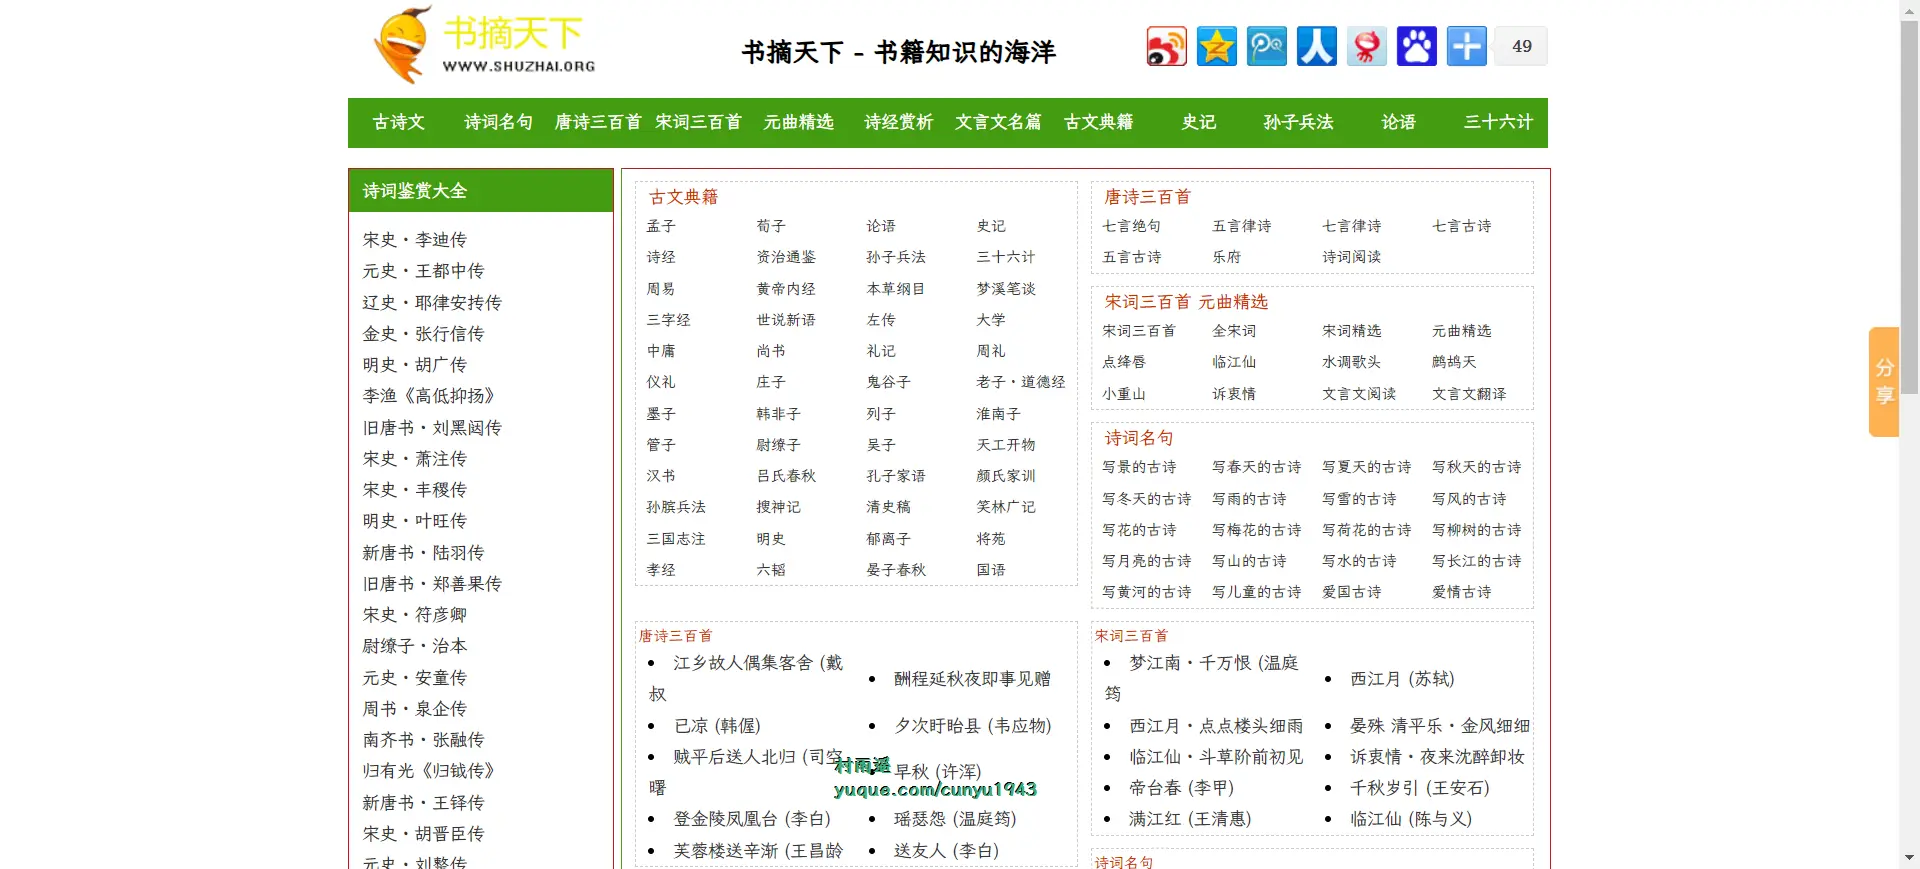 书摘天下
WWW.SHUZHAI.ORG
书摘天下 - 书籍知识的海洋
49
古诗文 诗词名句 唐诗三百首 宋词三百首 元曲精选 诗经赏析 文言文名篇 古文典籍 史记 孙子兵法 论语 三十六计
诗词鉴赏大全
宋史・李迪传
元史・王都中传
辽史・耶律安抟传
金史・张行信传
明史・胡广传
李渔《高低抑扬》
旧唐书・刘黑闼传
宋史・萧注传
宋史・丰稷传
明史・叶旺传
新唐书・陆羽传
旧唐书・郑善果传
宋史・符彦卿
尉缭子・治本
元史・安童传
周书・泉企传
南齐书・张融传
归有光《归钺传》
新唐书・王铎传
宋史・胡晋臣传
元史・刘整传
古文典籍
孟子 荀子 论语 史记
诗经 资治通鉴 孙子兵法 三十六计
周易 黄帝内经 本草纲目 梦溪笔谈
三字经 世说新语 左传 大学
中庸 尚书 礼记 周礼
仪礼 庄子 鬼谷子 老子・道德经
墨子 韩非子 列子 淮南子
管子 尉缭子 吴子 天工开物
汉书 吕氏春秋 孔子家语 颜氏家训
孙膑兵法 搜神记 清史稿 笑林广记
三国志注 明史 郁离子 将苑
孝经 六韬 晏子春秋 国语
唐诗三百首
七言绝句 五言律诗 七言律诗 七言古诗
五言古诗 乐府 诗词阅读
宋词三百首 元曲精选
宋词三百首 全宋词 宋词精选 元曲精选
点绛唇 临江仙 水调歌头 鹧鸪天
小重山 诉衷情 文言文阅读 文言文翻译
诗词名句
写景的古诗 写春天的古诗 写夏天的古诗 写秋天的古诗
写冬天的古诗 写雨的古诗 写雪的古诗 写风的古诗
写花的古诗 写梅花的古诗 写荷花的古诗 写柳树的古诗
写月亮的古诗 写山的古诗 写水的古诗 写长江的古诗
写黄河的古诗 写儿童的古诗 爱国古诗 爱情古诗
唐诗三百首
江乡故人偶集客舍 (戴
叔
酬程延秋夜即事见赠
已凉 (韩偓) 夕次盱眙县 (韦应物)
贼平后送人北归 (司空
曙
早秋 (许浑)
登金陵凤凰台 (李白) 瑶瑟怨 (温庭筠)
芙蓉楼送辛渐 (王昌龄 送友人 (李白)
村雨遥
yuque.com/cunyu1943
宋词三百首
梦江南・千万恨 (温庭
筠
西江月 (苏轼)
西江月・点点楼头细雨 晏殊 清平乐・金风细细
临江仙・斗草阶前初见 诉衷情・夜来沈醉卸妆
帝台春 (李甲) 千秋岁引 (王安石)
满江红 (王清惠) 临江仙 (陈与义)
诗词名句
分
享